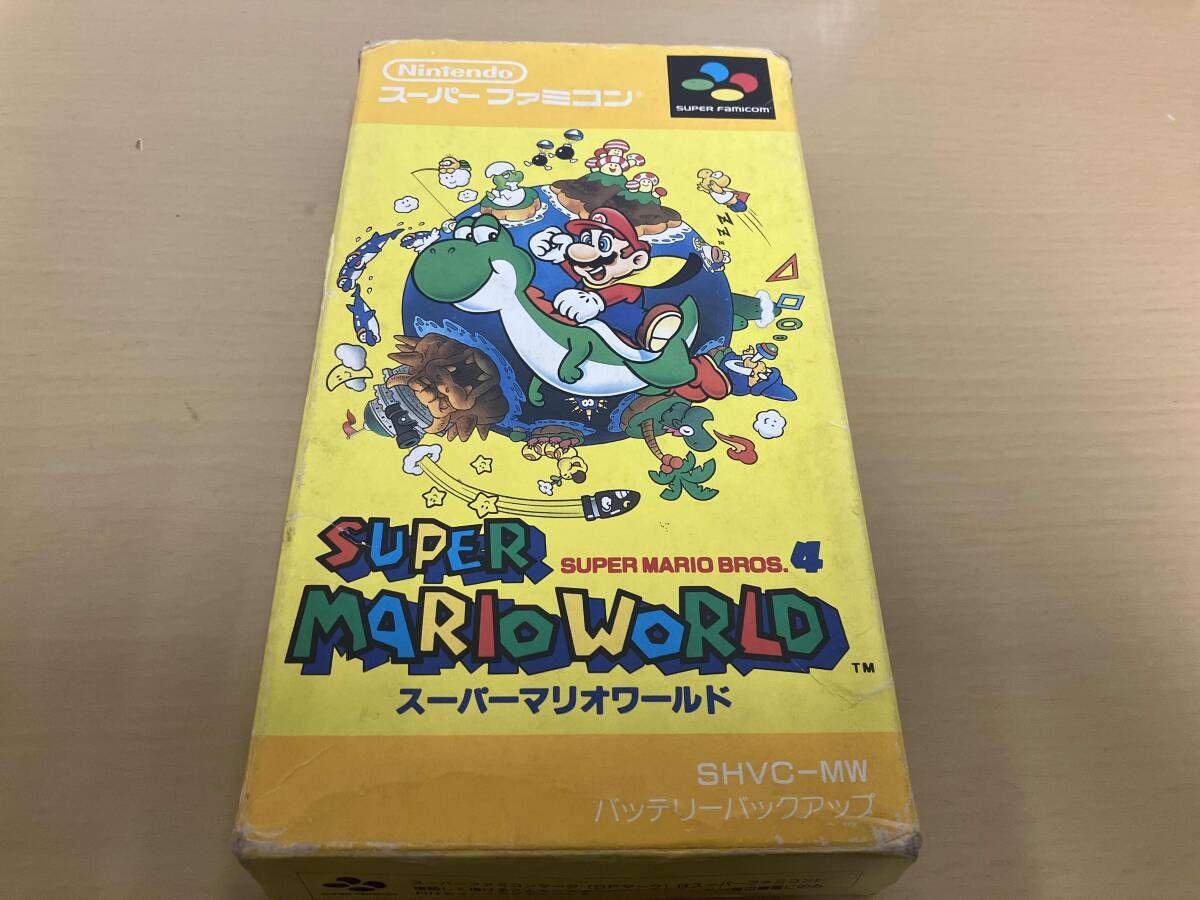 Nintendo
スーパーファミコン®
SUPER FAMICOM
SUPER
SUPER MARIO BROS. 4
MARIO WORLD TM
スーパーマリオワールド
SHVC-MW
バッテリーバックアップ